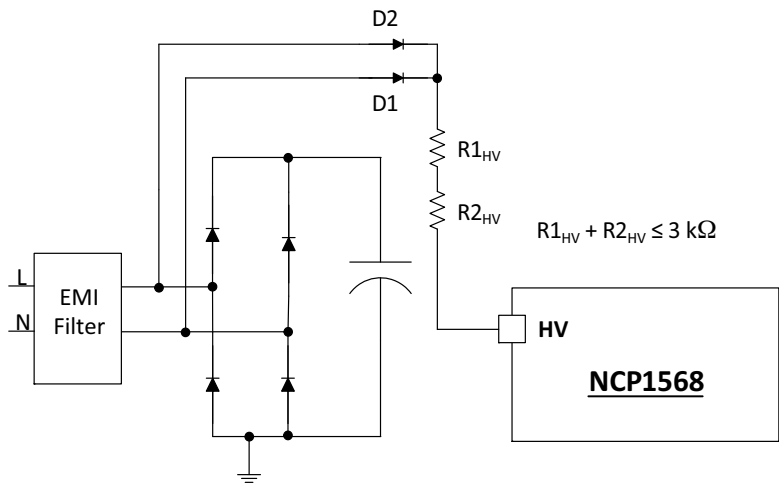 D2
D1
R1HV
R2HV
R1HV + R2HV ≤ 3 kΩ
L
EMI
Filter
N
HV
NCP1568